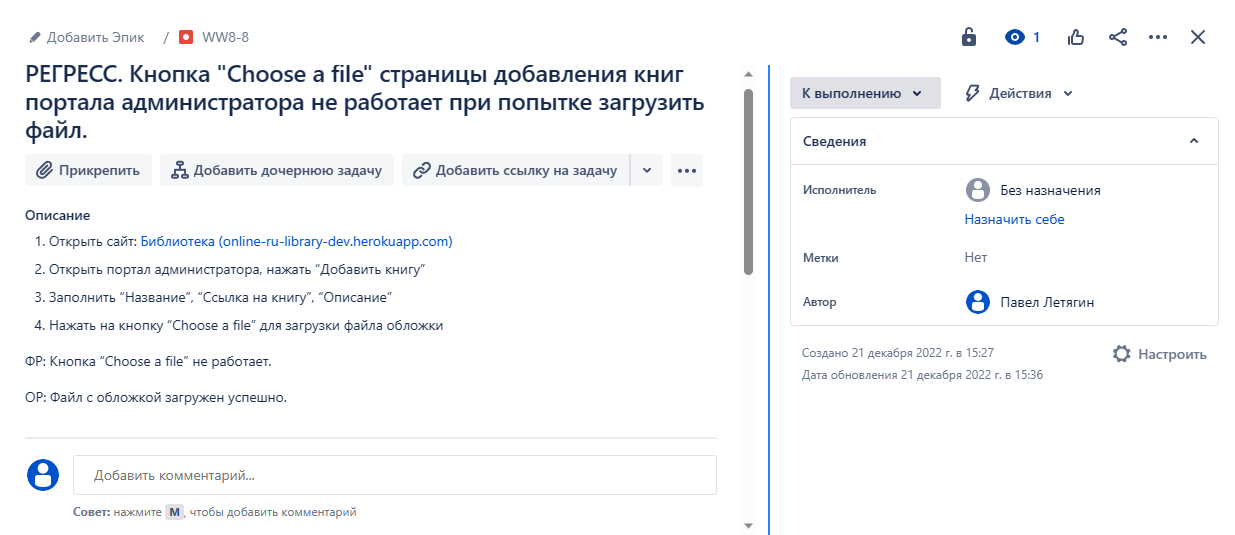 Добавить Эпик / WW8-8
1
РЕГРЕСС. Кнопка "Choose a file" страницы добавления книг
портала администратора не работает при попытке загрузить
файл.
Прикрепить Добавить дочернюю задачу Добавить ссылку на задачу
Описание
1. Открыть сайт: Библиотека (online-ru-library-dev.herokuapp.com)
2. Открыть портал администратора, нажать “Добавить книгу”
3. Заполнить “Название”, “Ссылка на книгу”, “Описание”
4. Нажать на кнопку “Choose a file” для загрузки файла обложки
ФР: Кнопка “Choose a file” не работает.
ОР: Файл с обложкой загружен успешно.
Добавить комментарий...
Совет: нажмите M, чтобы добавить комментарий
К выполнению Действия
Сведения
Исполнитель Без назначения
Назначить себе
Метки Нет
Автор Павел Летягин
Создано 21 декабря 2022 г. в 15:27 Настроить
Дата обновления 21 декабря 2022 г. в 15:36